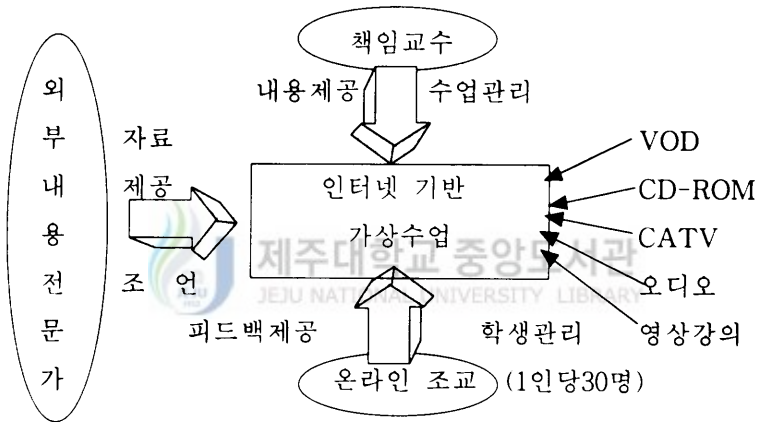 책임교수
내용제공 수업관리
외부내용전문가
자료
제공
조 언
인터넷 기반
가상수업
VOD
CD-ROM
CATV
오디오
영상강의
피드백제공 학생관리
온라인 조교 (1인당30명)
제주대학교 중앙도서관
JEJU NATIONAL UNIVERSITY LIBRARY